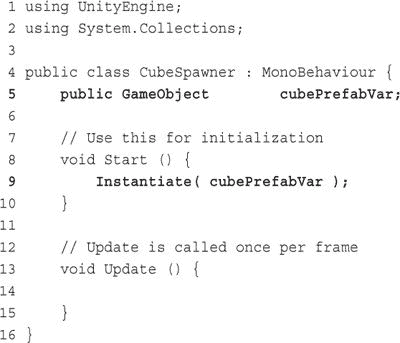 1 using UnityEngine;
2 using System.Collections;
3
4 public class CubeSpawner : MonoBehaviour {
5     public GameObject        cubePrefabVar;
6
7     // Use this for initialization
8     void Start () {
9         Instantiate( cubePrefabVar );
10     }
11
12     // Update is called once per frame
13     void Update () {
14
15     }
16 }